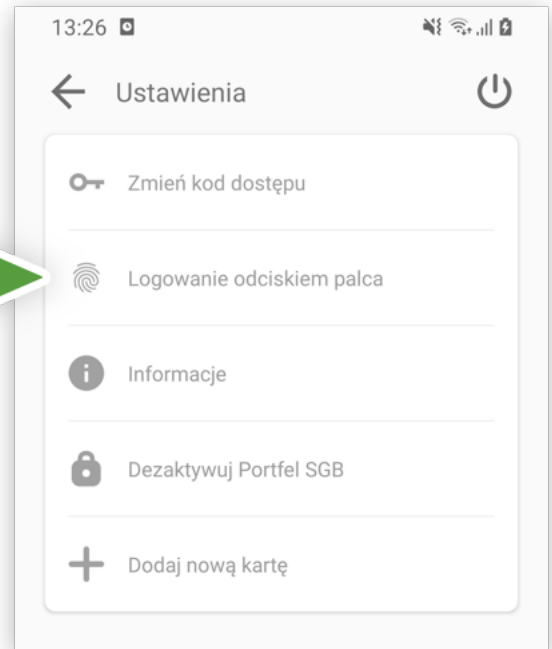 13:26
Ustawienia
Zmień kod dostępu
Logowanie odciskiem palca
Informacje
Dezaktywuj Portfel SGB
Dodaj nową kartę